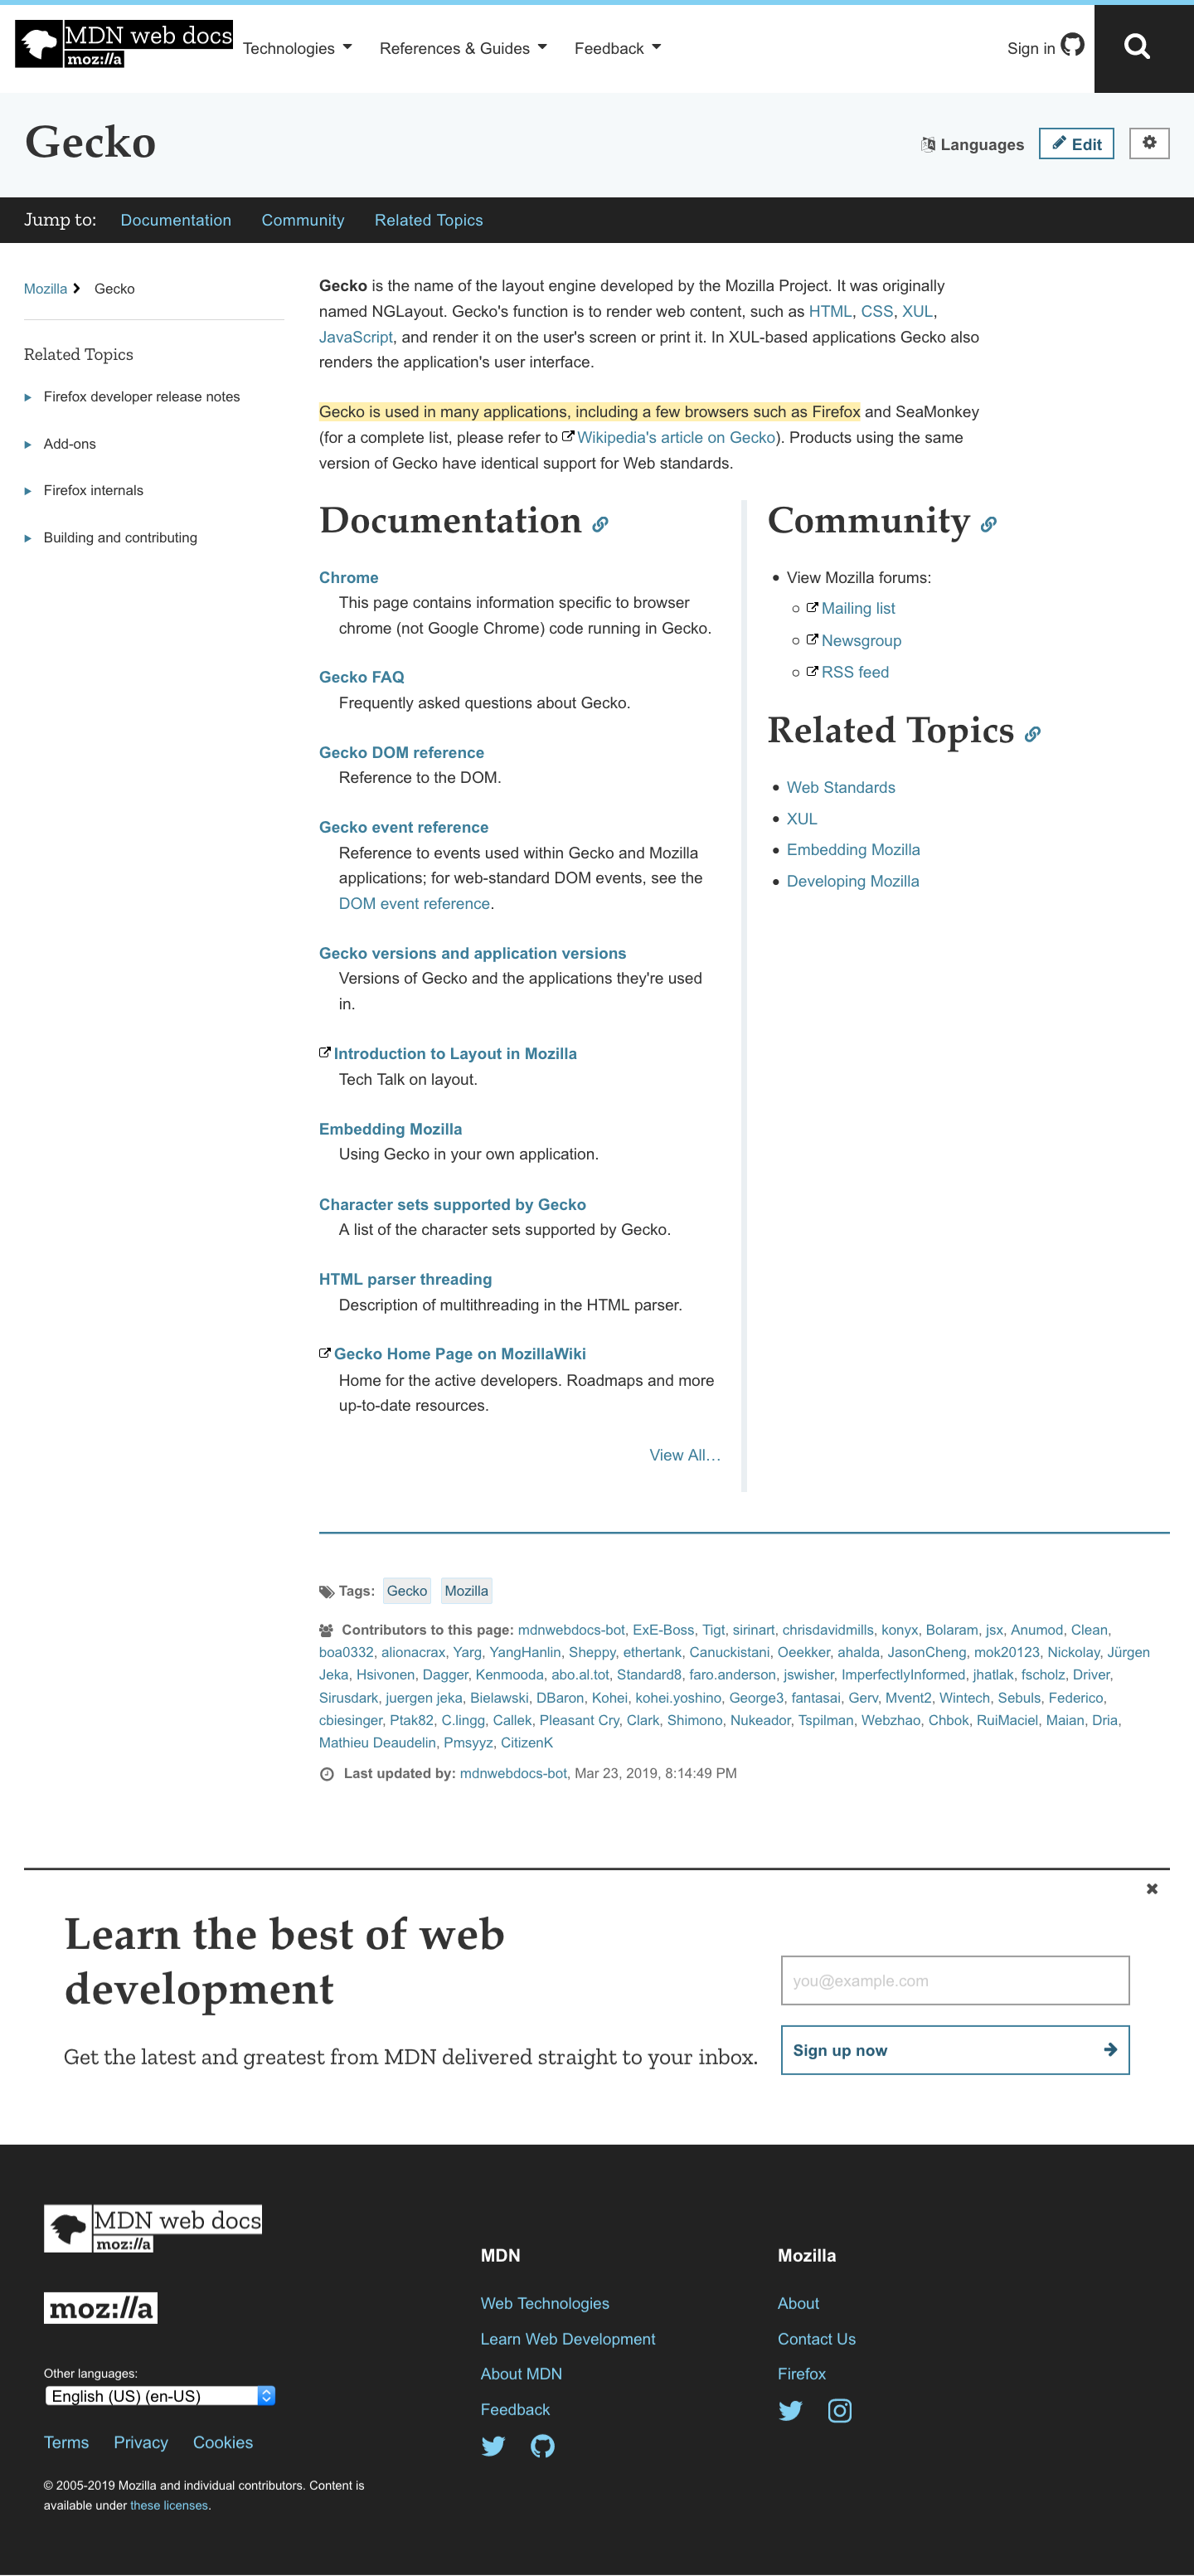 MDN web docs
moz://a
Technologies
References & Guides
Feedback
Sign in
Gecko
Languages
Edit
Jump to:
Documentation
Community
Related Topics
Mozilla
Gecko
Related Topics
Firefox developer release notes
Add-ons
Firefox internals
Building and contributing
Gecko is the name of the layout engine developed by the Mozilla Project. It was originally
named NGLayout. Gecko's function is to render web content, such as HTML, CSS, XUL,
JavaScript, and render it on the user's screen or print it. In XUL-based applications Gecko also
renders the application's user interface.
Gecko is used in many applications, including a few browsers such as Firefox and SeaMonkey
(for a complete list, please refer to Wikipedia's article on Gecko). Products using the same
version of Gecko have identical support for Web standards.
Documentation
Chrome
This page contains information specific to browser
chrome (not Google Chrome) code running in Gecko.
Gecko FAQ
Frequently asked questions about Gecko.
Gecko DOM reference
Reference to the DOM.
Gecko event reference
Reference to events used within Gecko and Mozilla
applications; for web-standard DOM events, see the
DOM event reference.
Gecko versions and application versions
Versions of Gecko and the applications they're used
in.
Introduction to Layout in Mozilla
Tech Talk on layout.
Embedding Mozilla
Using Gecko in your own application.
Character sets supported by Gecko
A list of the character sets supported by Gecko.
HTML parser threading
Description of multithreading in the HTML parser.
Gecko Home Page on MozillaWiki
Home for the active developers. Roadmaps and more
up-to-date resources.
View All…
Community
View Mozilla forums:
Mailing list
Newsgroup
RSS feed
Related Topics
Web Standards
XUL
Embedding Mozilla
Developing Mozilla
Tags: Gecko Mozilla
Contributors to this page: mdnwebdocs-bot, ExE-Boss, Tigt, sirinart, chrisdavidmills, konyx, Bolaram, jsx, Anumod, Clean,
boa0332, alionacrax, Yarg, YangHanlin, Sheppy, ethertank, Canuckistani, Oeekker, ahalda, JasonCheng, mok20123, Nickolay, Jürgen
Jeka, Hsivonen, Dagger, Kenmooda, abo.al.tot, Standard8, faro.anderson, jswisher, ImperfectlyInformed, jhatlak, fscholz, Driver,
Sirusdark, juergen jeka, Bielawski, DBaron, Kohei, kohei.yoshino, George3, fantasai, Gerv, Mvent2, Wintech, Sebuls, Federico,
cbiesinger, Ptak82, C.lingg, Callek, Pleasant Cry, Clark, Shimono, Nukeador, Tspilman, Webzhao, Chbok, RuiMaciel, Maian, Dria,
Mathieu Deaudelin, Pmsyyz, CitizenK
Last updated by: mdnwebdocs-bot, Mar 23, 2019, 8:14:49 PM
Learn the best of web
development
Get the latest and greatest from MDN delivered straight to your inbox.
you@example.com
Sign up now
MDN web docs
moz://a
moz://a
Other languages:
English (US) (en-US)
Terms
Privacy
Cookies
© 2005-2019 Mozilla and individual contributors. Content is
available under these licenses.
MDN
Web Technologies
Learn Web Development
About MDN
Feedback
Mozilla
About
Contact Us
Firefox